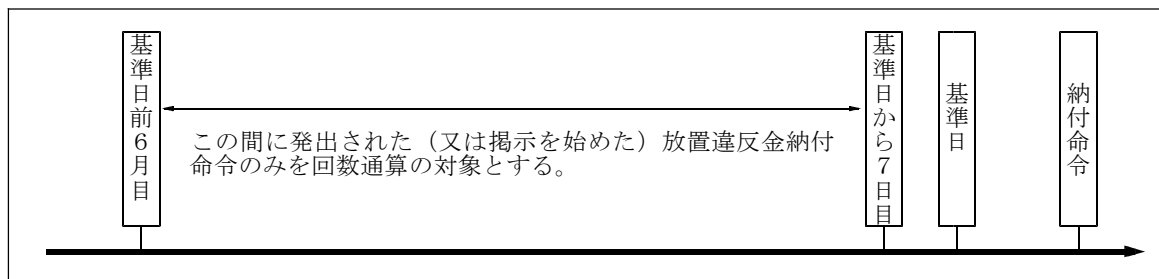 基準日前６月目
この間に発出された（又は掲示を始めた）放置違反金納付
命令のみを回数通算の対象とする。
基準日から７日目
基準日
納付命令